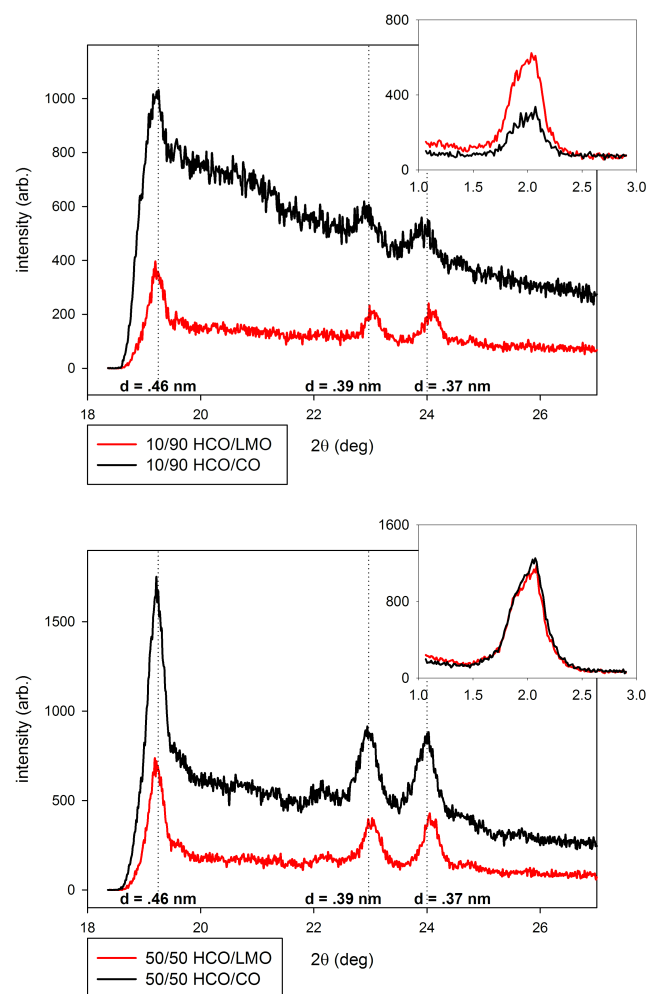 800
400
0
1.0 1.5 2.0 2.5 3.0
intensity (arb.)
1000
800
600
400
200
0
d = .46 nm d = .39 nm d = .37 nm
18 20 22 24 26
2θ (deg)
10/90 HCO/LMO
10/90 HCO/CO
1600
800
0
1.0 1.5 2.0 2.5 3.0
intensity (arb.)
1500
1000
500
0
d = .46 nm d = .39 nm d = .37 nm
18 20 22 24 26
2θ (deg)
50/50 HCO/LMO
50/50 HCO/CO